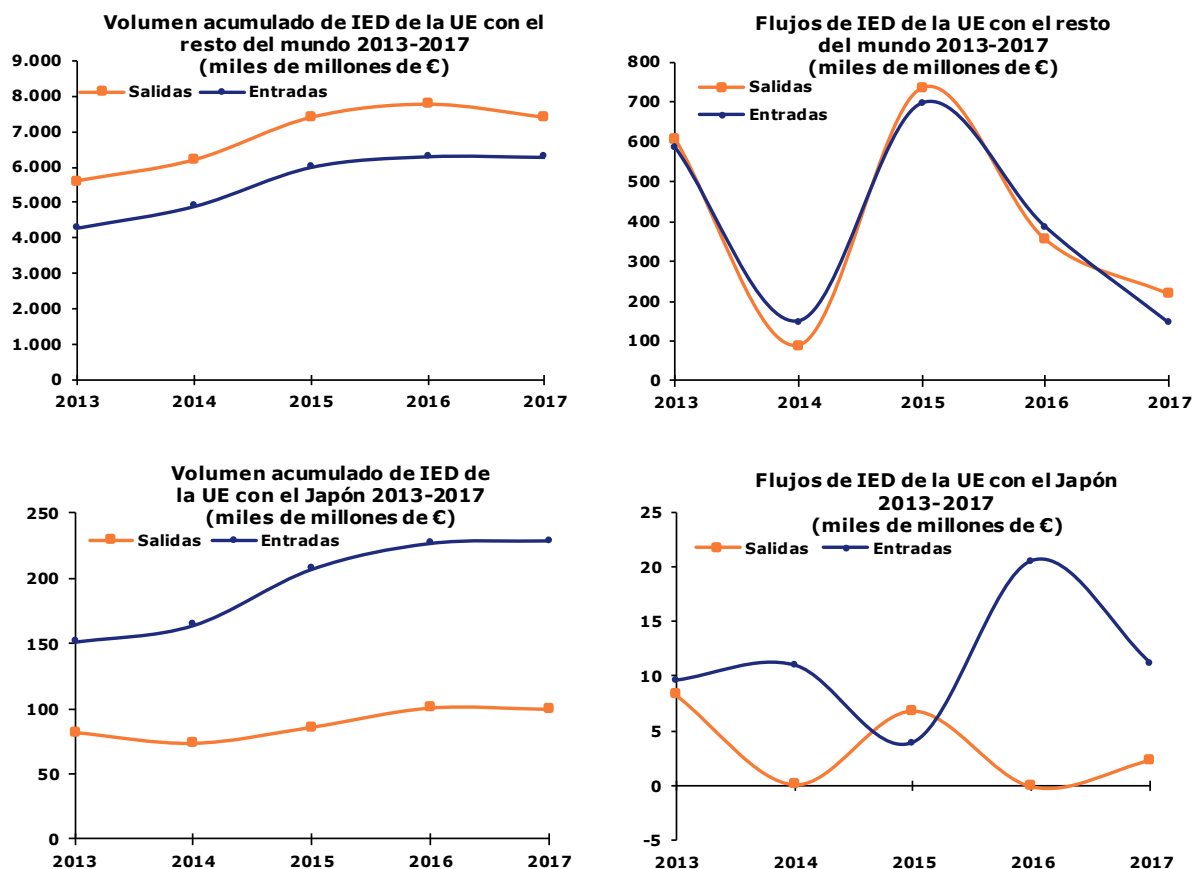 Volumen acumulado de IED de la UE con el
resto del mundo 2013-2017
(miles de millones de €)
9.000
8.000
7.000
6.000
5.000
4.000
3.000
2.000
1.000
0
Salidas Entradas
2013 2014 2015 2016 2017
Flujos de IED de la UE con el resto
del mundo 2013-2017
(miles de millones de €)
800
700
600
500
400
300
200
100
0
Salidas
Entradas
2013 2014 2015 2016 2017
Volumen acumulado de IED de
la UE con el Japón 2013-2017
(miles de millones de €)
250
200
150
100
50
0
Salidas Entradas
2013 2014 2015 2016 2017
Flujos de IED de la UE con el Japón
2013-2017
(miles de millones de €)
25
20
15
10
5
0
-5
Salidas Entradas
2013 2014 2015 2016 2017